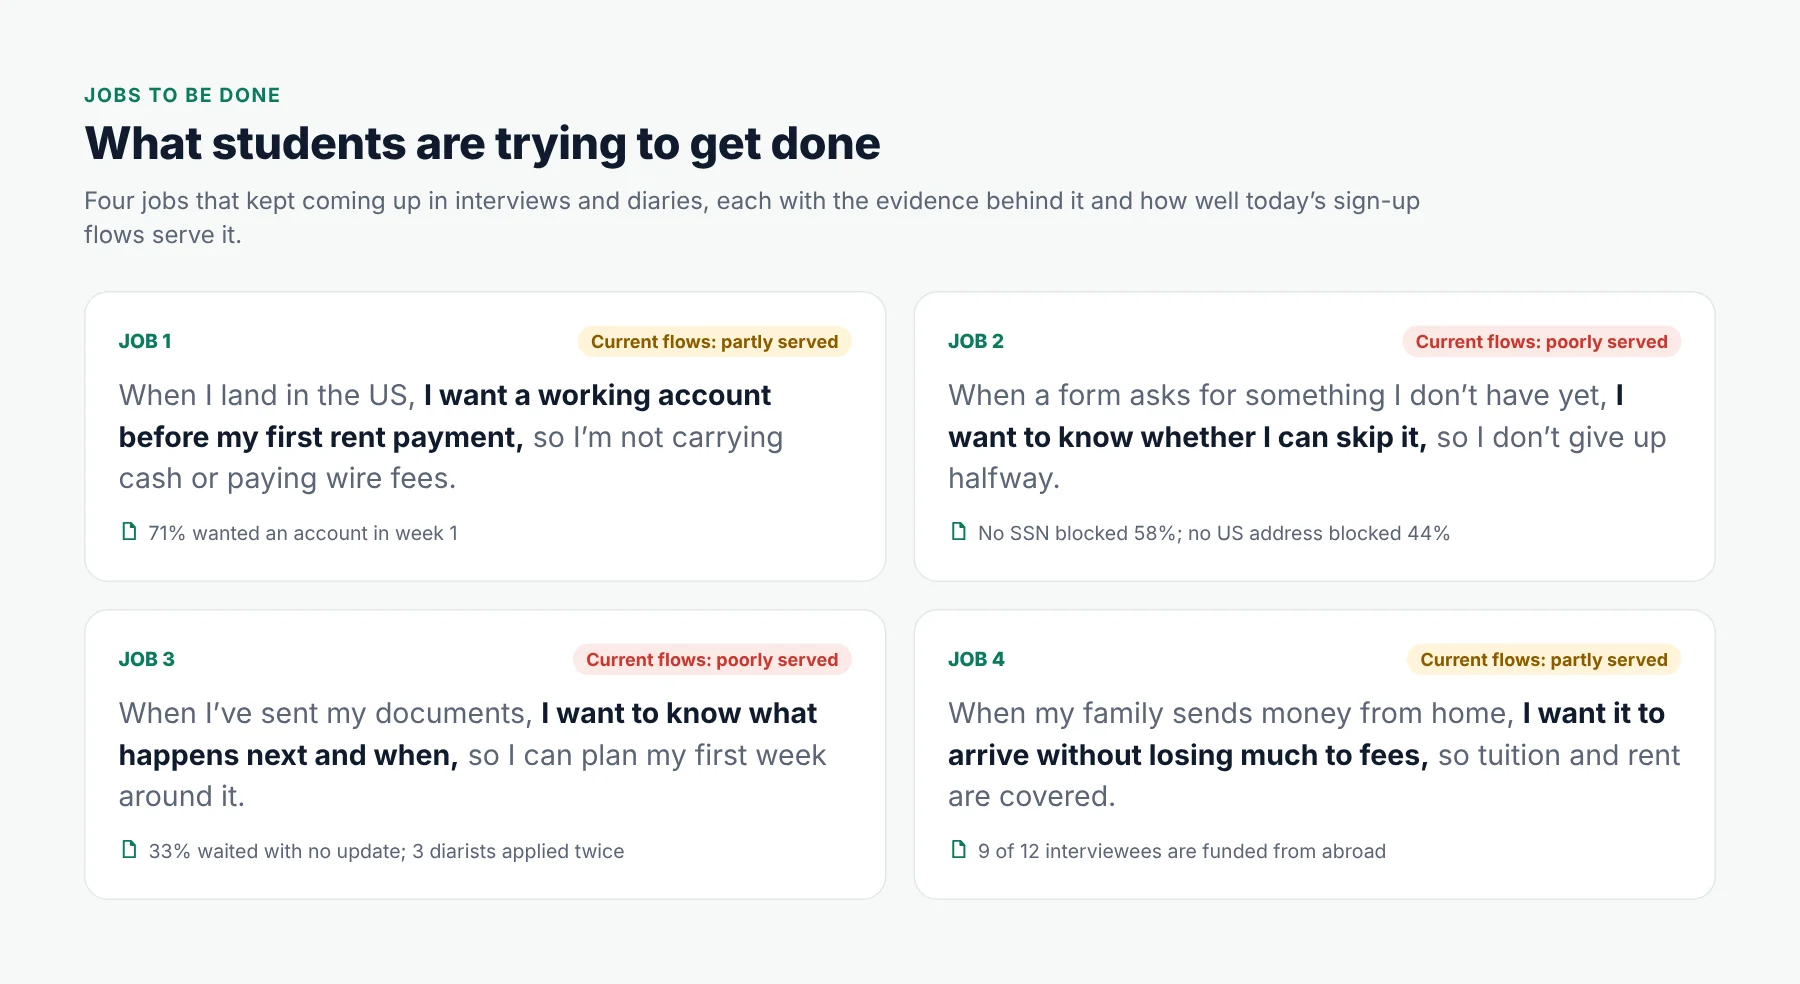 JOBS TO BE DONE
What students are trying to get done
Four jobs that kept coming up in interviews and diaries, each with the evidence behind it and how well today’s sign-up
flows serve it.
JOB 1
Current flows: partly served
When I land in the US, I want a working account
before my first rent payment, so I’m not carrying
cash or paying wire fees.
71% wanted an account in week 1
JOB 2
Current flows: poorly served
When a form asks for something I don’t have yet, I
want to know whether I can skip it, so I don’t give up
halfway.
No SSN blocked 58%; no US address blocked 44%
JOB 3
Current flows: poorly served
When I’ve sent my documents, I want to know what
happens next and when, so I can plan my first week
around it.
33% waited with no update; 3 diarists applied twice
JOB 4
Current flows: partly served
When my family sends money from home, I want it to
arrive without losing much to fees, so tuition and rent
are covered.
9 of 12 interviewees are funded from abroad